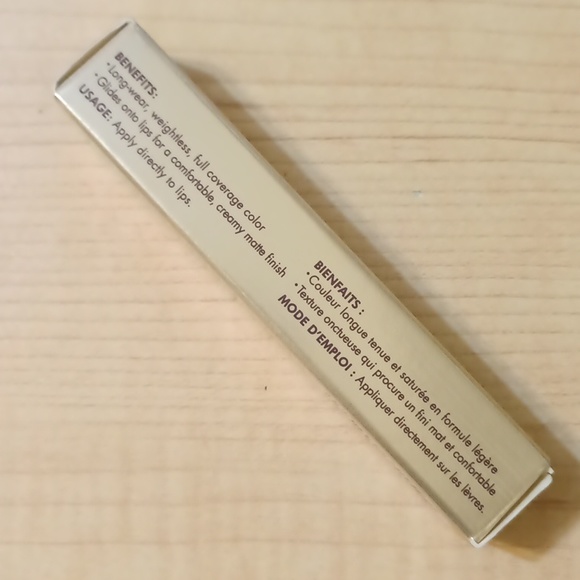 BENEFITS:
•Long-wear, weightless, full coverage color
•Glides onto lips for a comfortable, creamy matte finish
USAGE: Apply directly to lips.
BIENFAITS :
•Couleur longue tenue et saturée en formule légère
•Texture onctueuse qui procure un fini mat et confortable
MODE D'EMPLOI : Appliquer directement sur les lèvres.